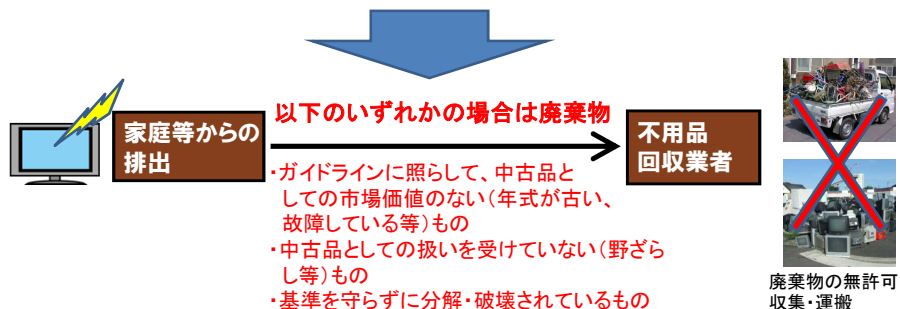 以下のいずれかの場合は廃棄物
家庭等からの
排出
不用品
回収業者
・ガイドラインに照らして、中古品と
しての市場価値のない（年式が古い、
故障している等）もの
・中古品としての扱いを受けていない（野ざら
し等）もの
・基準を守らずに分解・破壊されているもの
廃棄物の無許可
収集・運搬